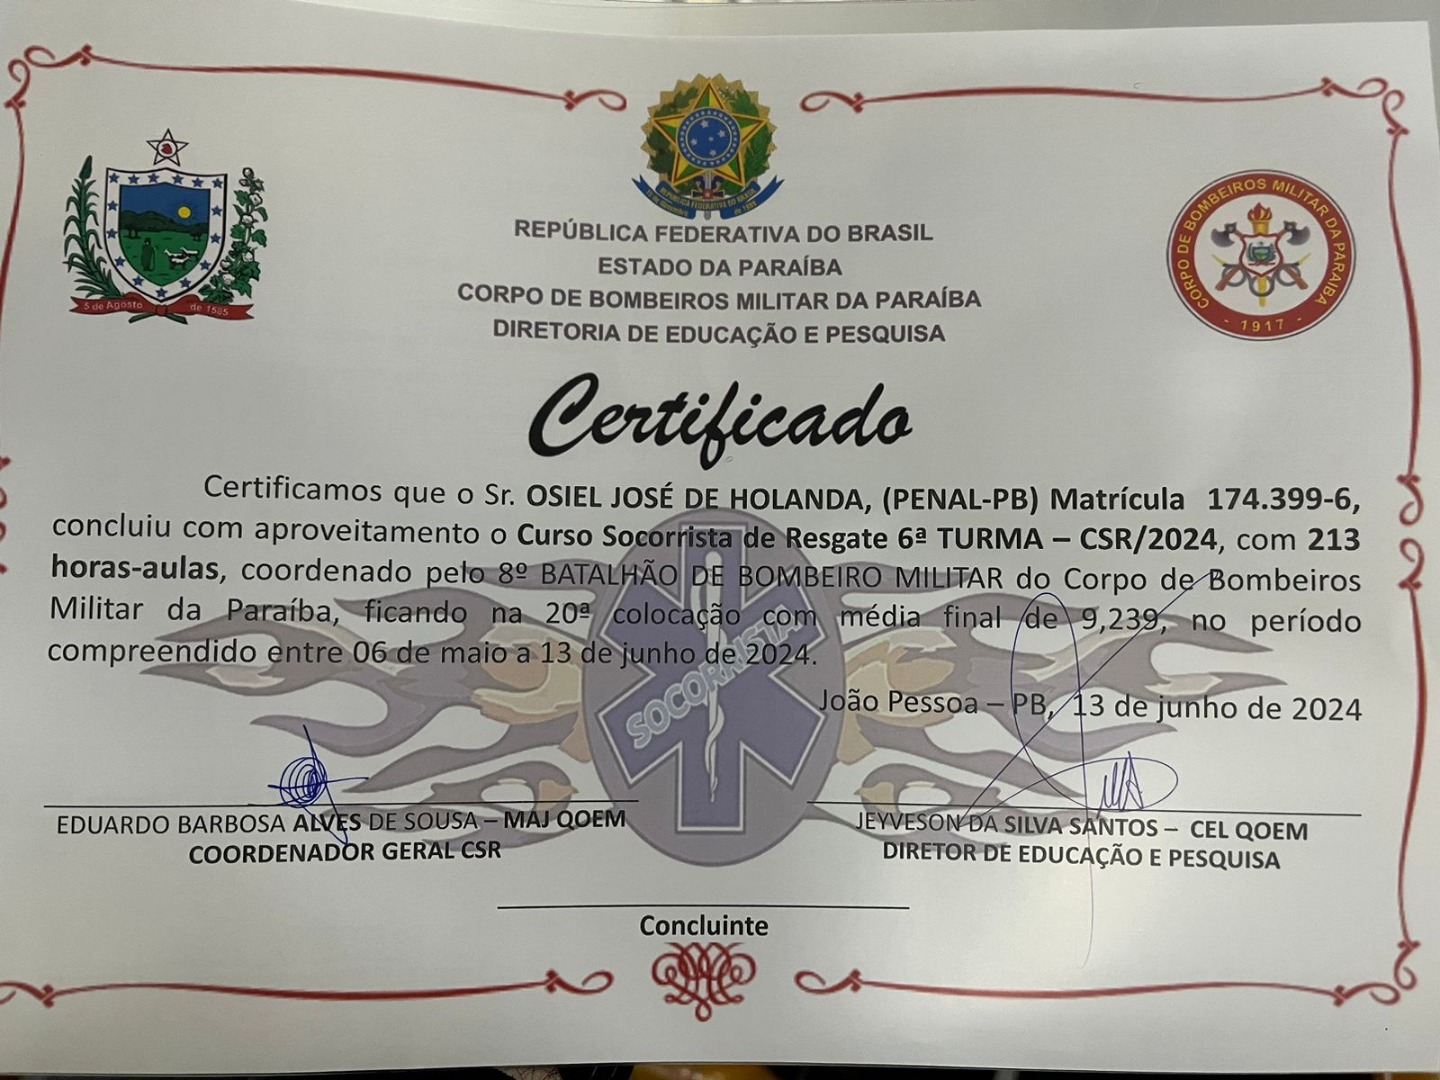 REPÚBLICA FEDERATIVA DO BRASIL
de 1889
5 de Agosto de 1585
CORPO DE BOMBEIROS MILITAR DA PARAÍBA
- 1917 -
REPÚBLICA FEDERATIVA DO BRASIL
ESTADO DA PARAÍBA
CORPO DE BOMBEIROS MILITAR DA PARAÍBA
DIRETORIA DE EDUCAÇÃO E PESQUISA
Certificado
Certificamos que o Sr. OSIEL JOSÉ DE HOLANDA, (PENAL-PB) Matrícula 174.399-6,
concluiu com aproveitamento o Curso Socorrista de Resgate 6ª TURMA – CSR/2024, com 213
horas-aulas, coordenado pelo 8º BATALHÃO DE BOMBEIRO MILITAR do Corpo de Bombeiros
Militar da Paraíba, ficando na 20ª colocação com média final de 9,239, no período
compreendido entre 06 de maio a 13 de junho de 2024.
SOCORRISTA
João Pessoa – PB, 13 de junho de 2024
EDUARDO BARBOSA ALVES DE SOUSA – MAJ QOEM
COORDENADOR GERAL CSR
JEYVESON DA SILVA SANTOS – CEL QOEM
DIRETOR DE EDUCAÇÃO E PESQUISA
Concluinte